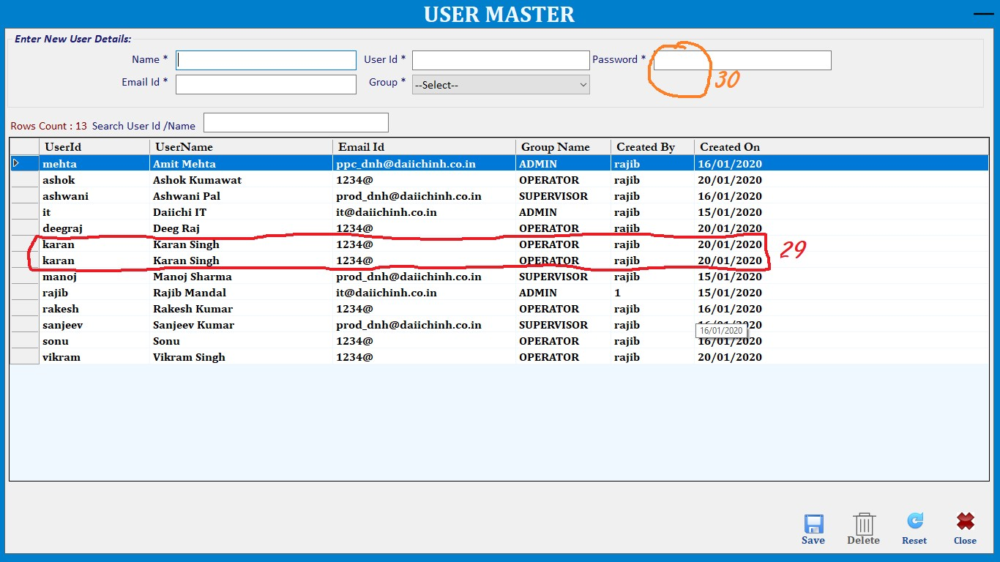 USER MASTER
Enter New User Details:
Name * User Id * Password *
30
Email Id * Group * --Select--
Rows Count : 13 Search User Id /Name
UserId UserName Email Id Group Name Created By Created On
mehta Amit Mehta ppc_dnh@daiichinh.co.in ADMIN rajib 16/01/2020
ashok Ashok Kumawat 1234@ OPERATOR rajib 20/01/2020
ashwani Ashwani Pal prod_dnh@daiichinh.co.in SUPERVISOR rajib 16/01/2020
it Daiichi IT it@daiichinh.co.in ADMIN rajib 15/01/2020
deegraj Deeg Raj 1234@ OPERATOR rajib 20/01/2020
karan Karan Singh 1234@ OPERATOR rajib 20/01/2020
29
karan Karan Singh 1234@ OPERATOR rajib 20/01/2020
manoj Manoj Sharma prod_dnh@daiichinh.co.in SUPERVISOR rajib 15/01/2020
rajib Rajib Mandal it@daiichinh.co.in ADMIN 1 15/01/2020
rakesh Rakesh Kumar 1234@ OPERATOR rajib 16/01/2020
sanjeev Sanjeev Kumar prod_dnh@daiichinh.co.in SUPERVISOR rajib 16/01/2020
16/01/2020
sonu Sonu 1234@ OPERATOR rajib 16/01/2020
vikram Vikram Singh 1234@ OPERATOR rajib 20/01/2020
Save Delete Reset Close